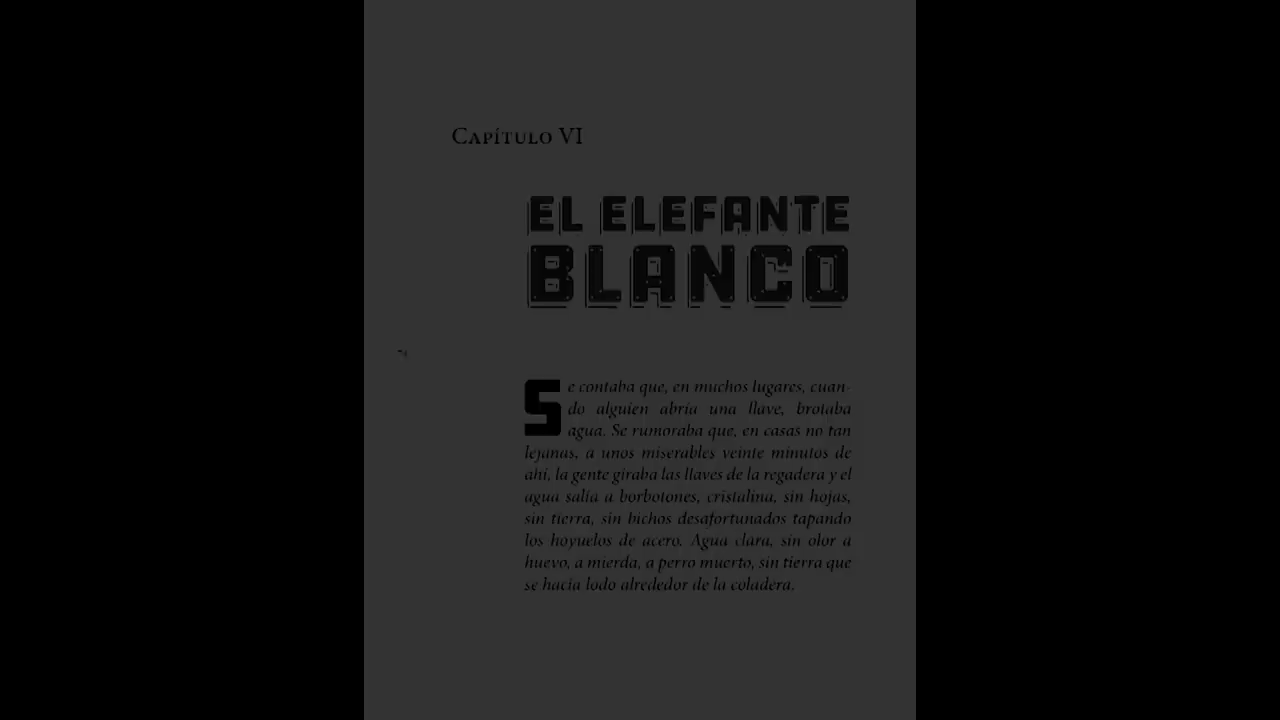 Capítulo VI
EL ELEFANTE
BLANCO
Se contaba que, en muchos lugares, cuan-
do alguien abría una llave, brotaba
agua. Se rumoraba que, en casas no tan
lejanas, a unos miserables veinte minutos de
ahí, la gente giraba las llaves de la regadera y el
agua salía a borbotones, cristalina, sin hojas,
sin tierra, sin bichos desafortunados tapando
los hoyuelos de acero. Agua clara, sin olor a
huevo, a mierda, a perro muerto, sin tierra que
se hacía lodo alrededor de la coladera.